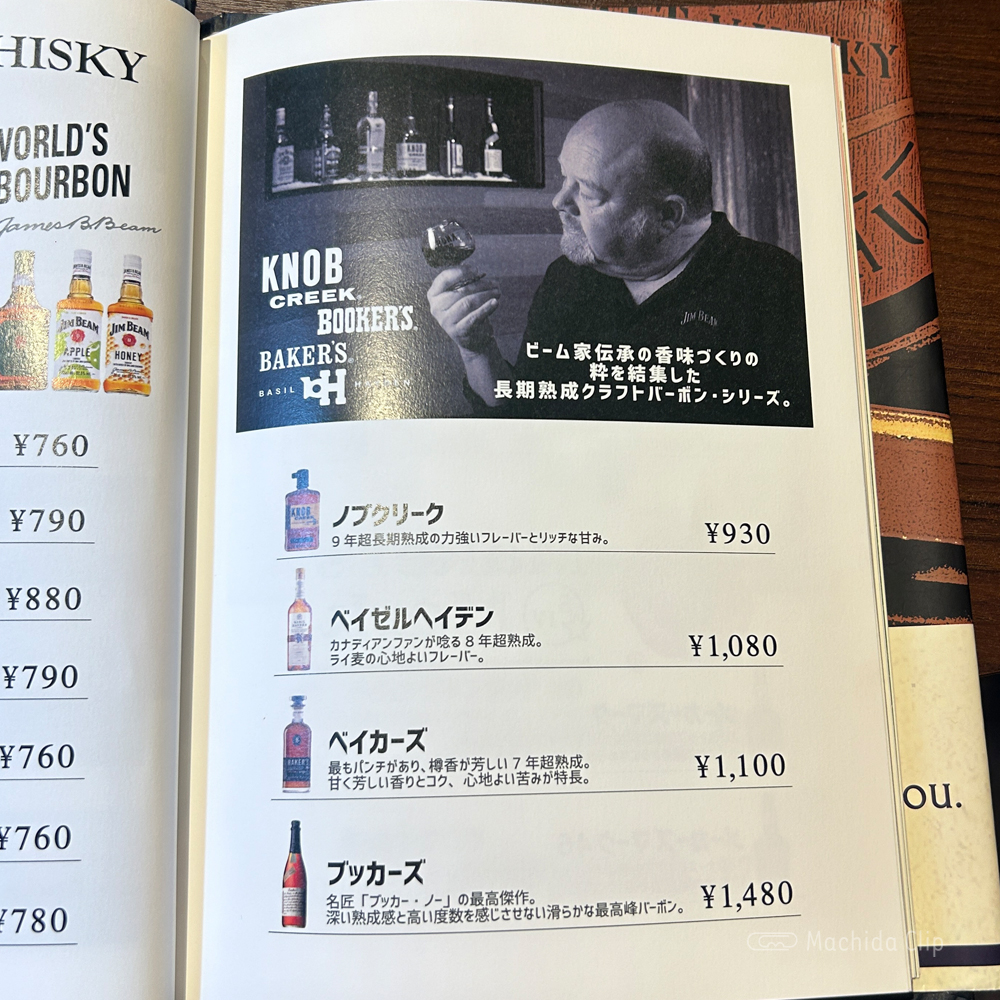 HISKY
WORLD'S
BOURBON
James B. Beam
JIM BEAM
APPLE
JIM BEAM
HONEY
¥760
¥790
¥880
¥790
¥760
¥760
¥780
KNOB
CREEK
BOOKER'S
BAKER'S
BASIL bH
JIM BEAM
ビーム家伝承の香味づくりの
粋を結集した
長期熟成クラフトバーボン・シリーズ。
KNOB
ノブクリーク
9年超長期熟成の力強いフレーバーとリッチな甘み。
¥930
ベイゼルヘイデン
カナディアンファンが唸る8年超熟成。
ライ麦の心地よいフレーバー。
¥1,080
BAKER'S
ベイカーズ
最もパンチがあり、樽香が芳しい7年超熟成。
甘く芳しい香りとコク、心地よい苦みが特長。
¥1,100
ブッカーズ
名匠「ブッカー・ノー」の最高傑作。
深い熟成感と高い度数を感じさせない滑らかな最高峰バーボン。
¥1,480
KY
ou.
Machida Clip